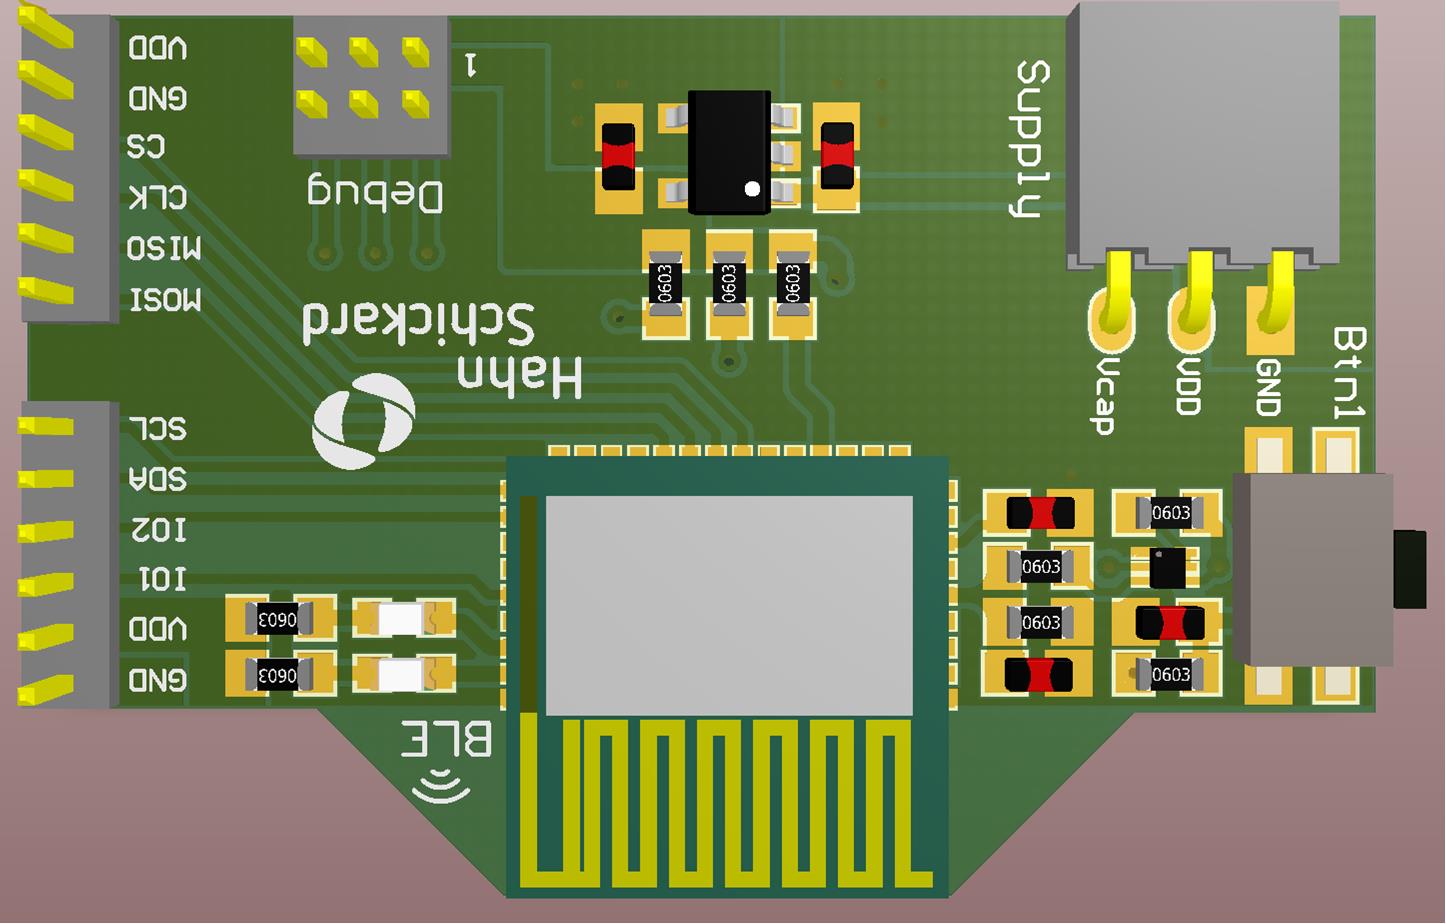 VDD
GND
CS
CLK
MISO
MOSI
1
Debug
Hahn
Schickard
Supply
Vcap
VDD
GND
Btn1
0603
0603
0603
SCL
SDA
IO2
IO1
VDD
GND
0603
0603
BLE
0603
0603
0603
0603